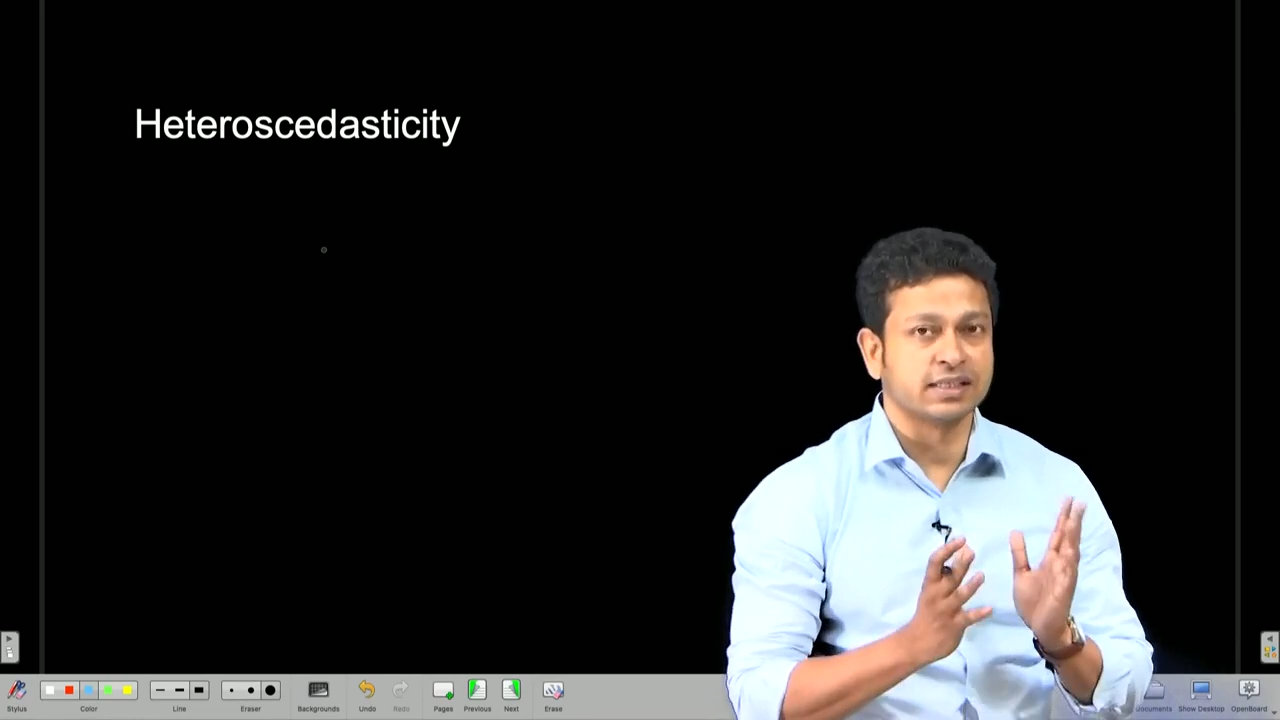 Heteroscedasticity
Stylus
Color
Line
Eraser
Backgrounds
Undo
Redo
Pages
Previous
Next
Erase
Documents
Show Desktop
OpenBoard